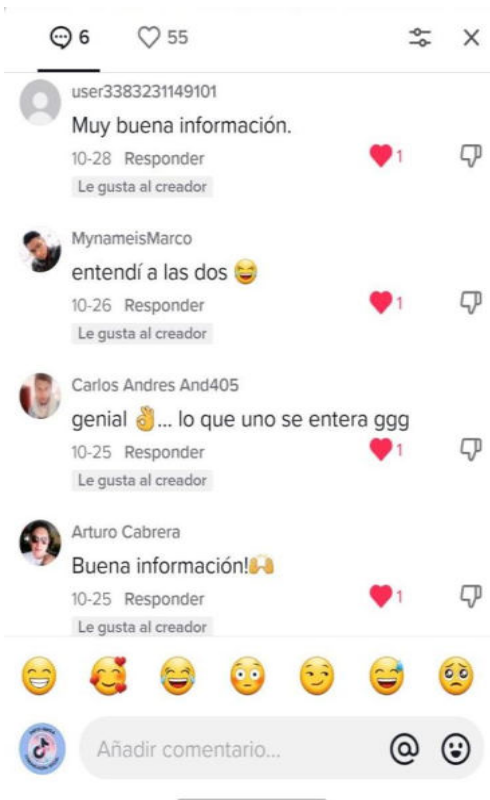 6 55
user3383231149101
Muy buena información.
10-28 Responder 1
Le gusta al creador
MynameisMarco
entendí a las dos 😂
10-26 Responder 1
Le gusta al creador
Carlos Andres And405
genial 👌... lo que uno se entera ggg
10-25 Responder 1
Le gusta al creador
Arturo Cabrera
Buena información!🙌
10-25 Responder 1
Le gusta al creador
Añadir comentario... @